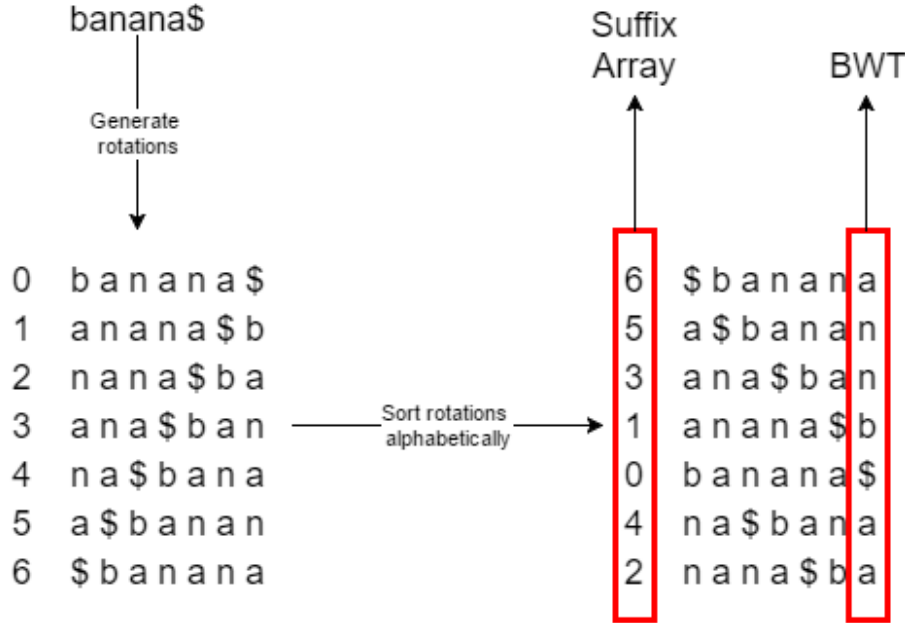 banana$
Suffix
Array
BWT
Generate
rotations
0 b a n a n a $
1 a n a n a $ b
2 n a n a $ b a
3 a n a $ b a n
4 n a $ b a n a
5 a $ b a n a n
6 $ b a n a n a
Sort rotations
alphabetically
6 $ b a n a n a
5 a $ b a n a n
3 a n a $ b a n
1 a n a n a $ b
0 b a n a n a $
4 n a $ b a n a
2 n a n a $ b a